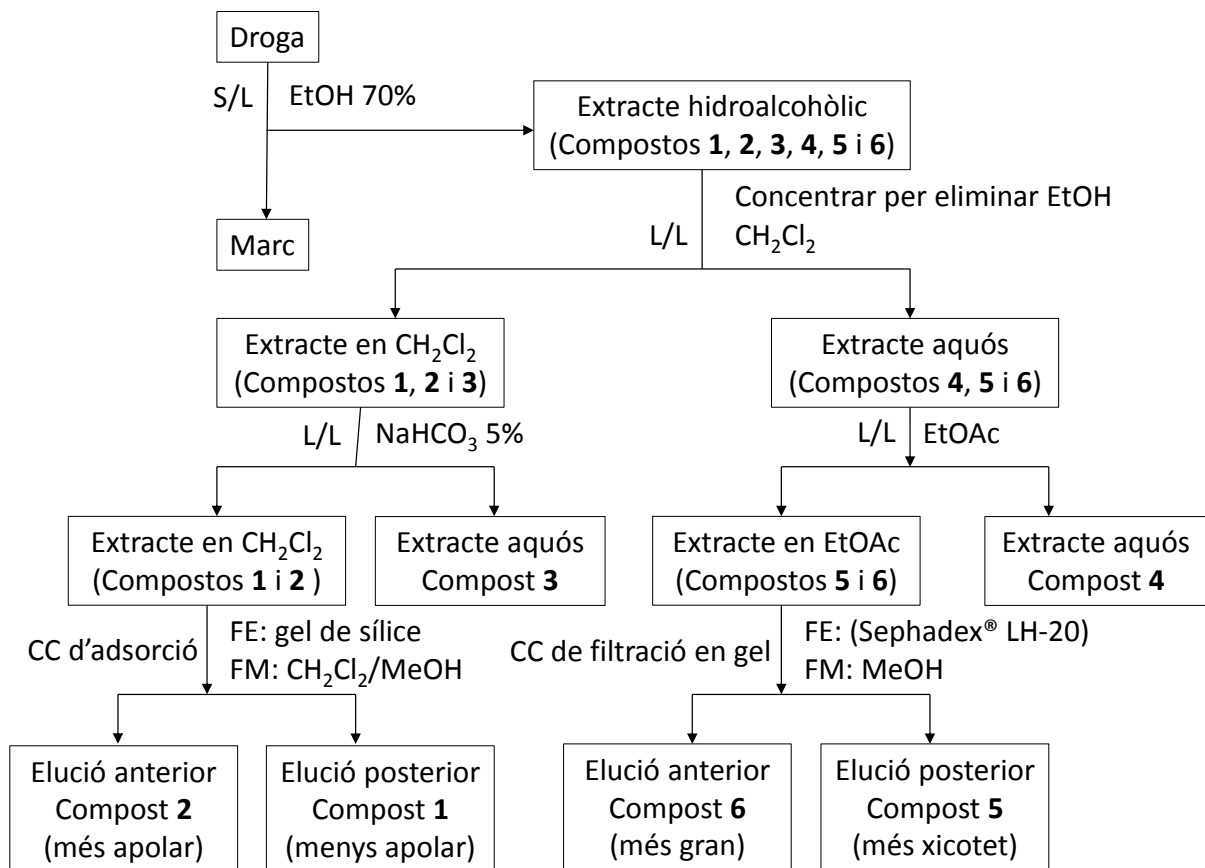 Droga
S/L
EtOH 70%
Extracte hidroalcohòlic
(Compostos 1, 2, 3, 4, 5 i 6)
Marc
L/L
Concentrar per eliminar EtOH
CH₂Cl₂
Extracte en CH₂Cl₂
(Compostos 1, 2 i 3)
Extracte aquós
(Compostos 4, 5 i 6)
L/L
NaHCO₃ 5%
L/L
EtOAc
Extracte en CH₂Cl₂
(Compostos 1 i 2 )
Extracte aquós
Compost 3
Extracte en EtOAc
(Compostos 5 i 6)
Extracte aquós
Compost 4
CC d’adsorció
FE: gel de sílice
FM: CH₂Cl₂/MeOH
CC de filtració en gel
FE: (Sephadex® LH-20)
FM: MeOH
Elució anterior
Compost 2
(més apolar)
Elució posterior
Compost 1
(menys apolar)
Elució anterior
Compost 6
(més gran)
Elució posterior
Compost 5
(més xicotet)